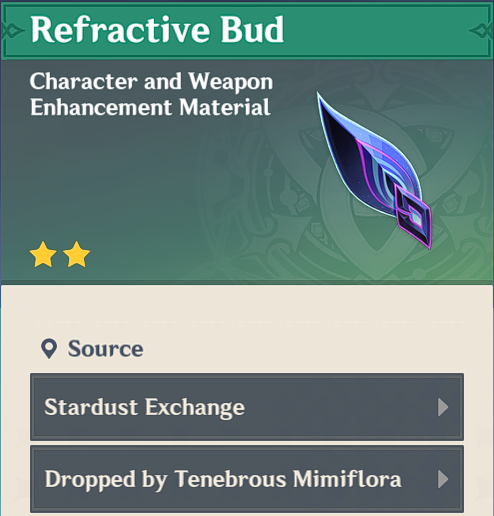 Refractive Bud
Character and Weapon
Enhancement Material
Source
Stardust Exchange
Dropped by Tenebrous Mimiflora